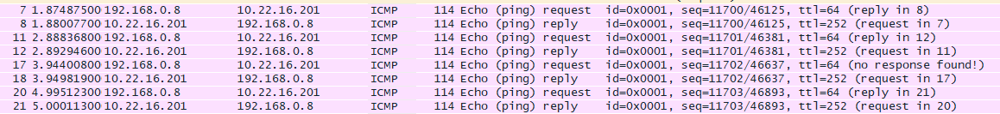 7 1.87487500 192.168.0.8 10.22.16.201 ICMP 114 Echo (ping) request id=0x0001, seq=11700/46125, ttl=64 (reply in 8)
8 1.88007700 10.22.16.201 192.168.0.8 ICMP 114 Echo (ping) reply id=0x0001, seq=11700/46125, ttl=252 (request in 7)
11 2.88836800 192.168.0.8 10.22.16.201 ICMP 114 Echo (ping) request id=0x0001, seq=11701/46381, ttl=64 (reply in 12)
12 2.89294600 10.22.16.201 192.168.0.8 ICMP 114 Echo (ping) reply id=0x0001, seq=11701/46381, ttl=252 (request in 11)
17 3.94400800 192.168.0.8 10.22.16.201 ICMP 114 Echo (ping) request id=0x0001, seq=11702/46637, ttl=64 (no response found!)
18 3.94981900 10.22.16.201 192.168.0.8 ICMP 114 Echo (ping) reply id=0x0001, seq=11702/46637, ttl=252 (request in 17)
20 4.99512300 192.168.0.8 10.22.16.201 ICMP 114 Echo (ping) request id=0x0001, seq=11703/46893, ttl=64 (reply in 21)
21 5.00011300 10.22.16.201 192.168.0.8 ICMP 114 Echo (ping) reply id=0x0001, seq=11703/46893, ttl=252 (request in 20)